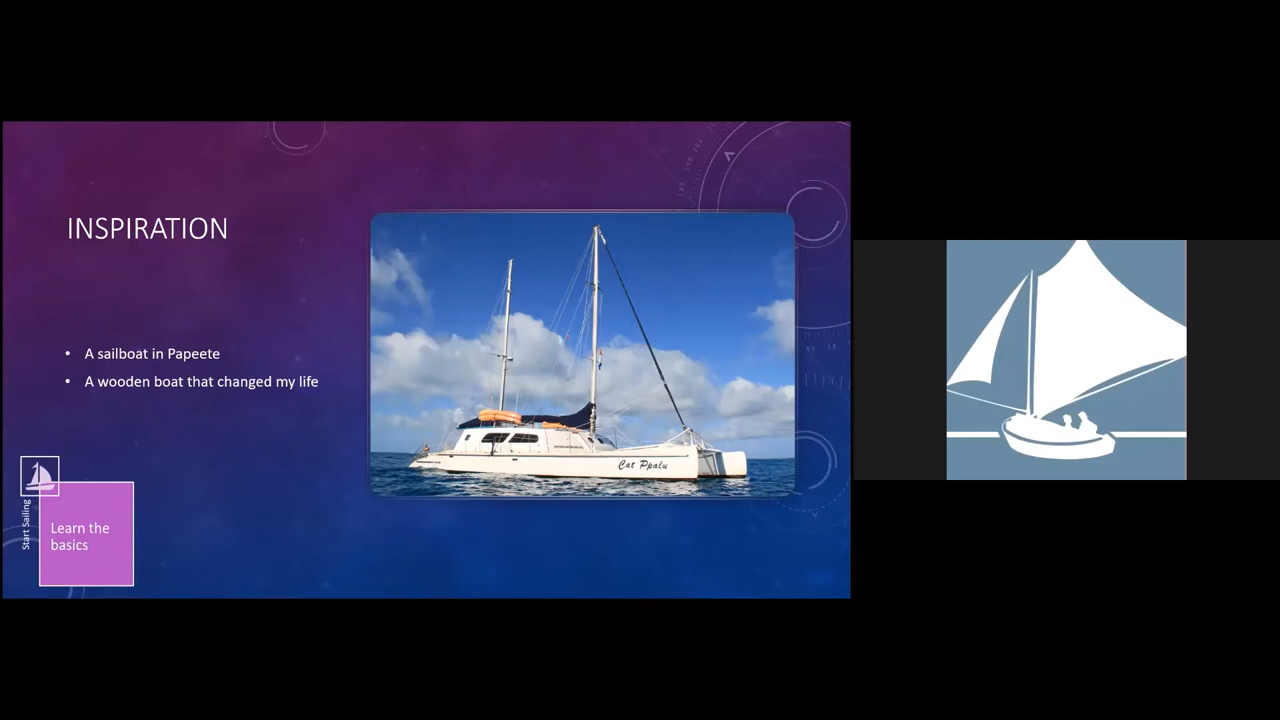 INSPIRATION
• A sailboat in Papeete
• A wooden boat that changed my life
Cat Ppalu
Start Sailing
Learn the
basics